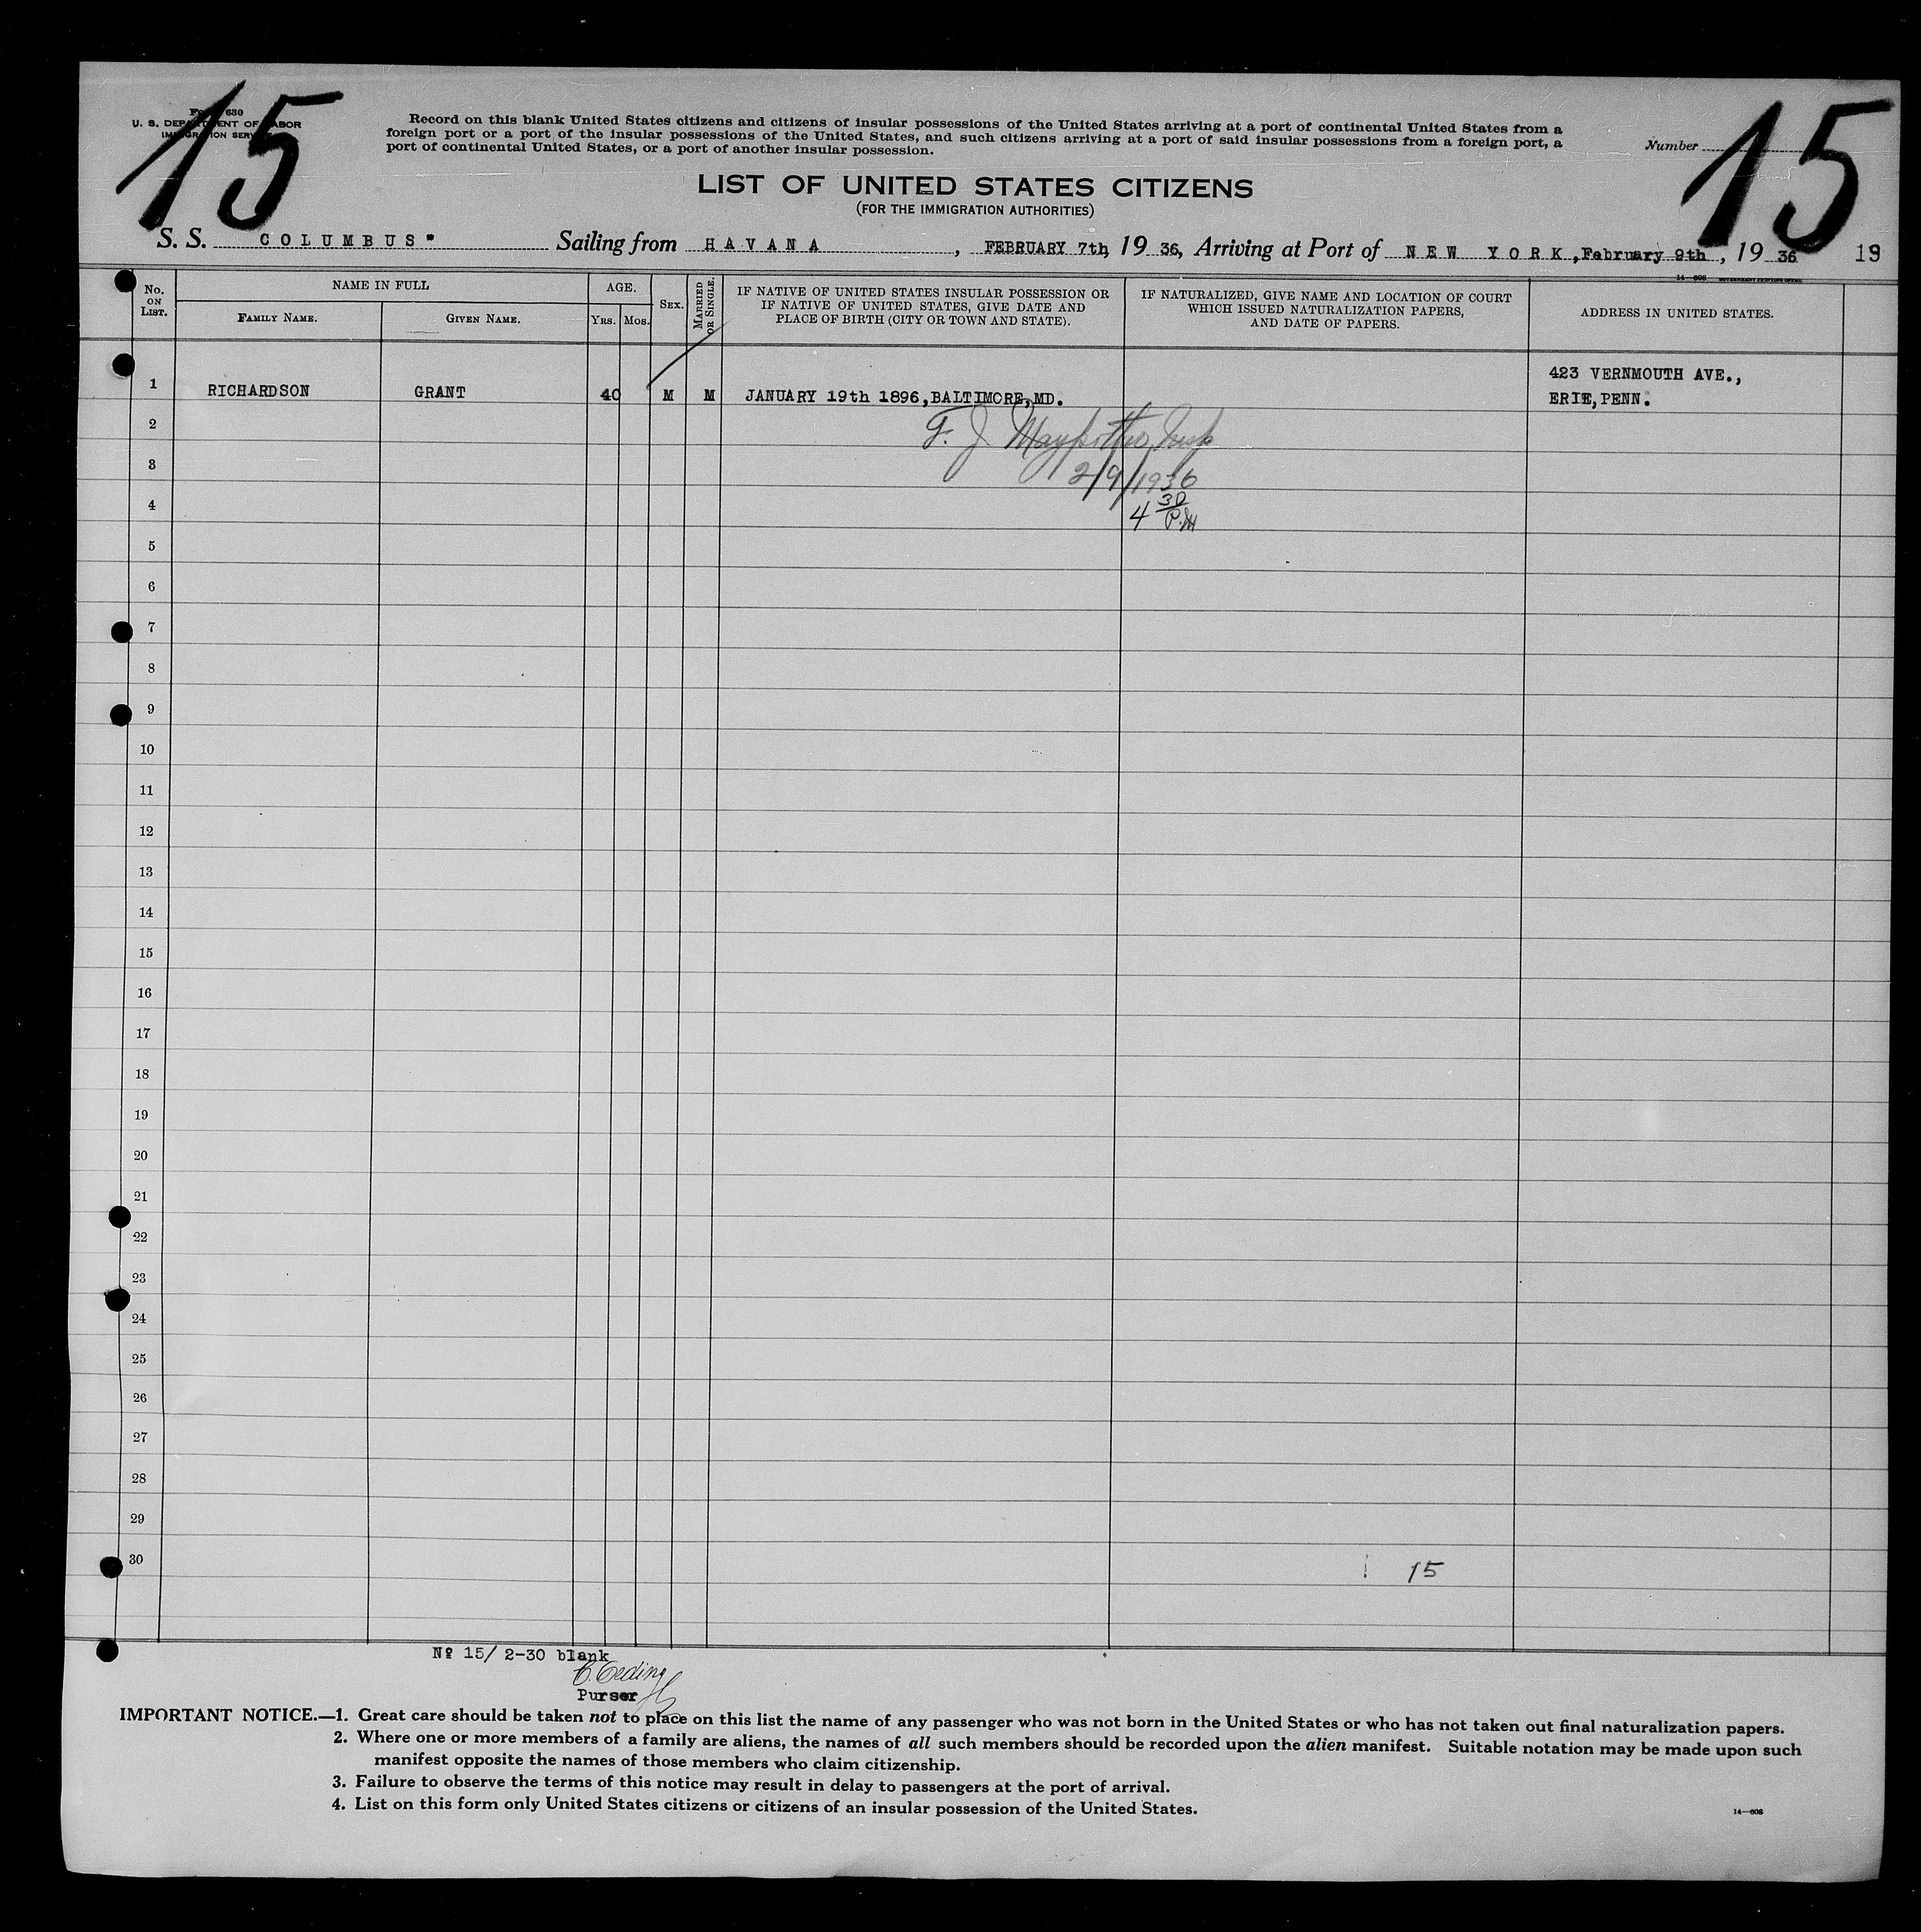 15
15
Form 630
U. S. DEPARTMENT OF LABOR
IMMIGRATION SERVICE
Record on this blank United States citizens and citizens of insular possessions of the United States arriving at a port of continental United States from a
foreign port or a port of the insular possessions of the United States, and such citizens arriving at a port of said insular possessions from a foreign port, a
port of continental United States, or a port of another insular possession.
Number
LIST OF UNITED STATES CITIZENS
(FOR THE IMMIGRATION AUTHORITIES)
S. S. COLUMBUS" Sailing from HAVANA, FEBRUARY 7th, 19 36, Arriving at Port of NEW YORK, February 9th, 19 36 19
14—608 GOVERNMENT PRINTING OFFICE
No. ON LIST.
NAME IN FULL
FAMILY NAME.
GIVEN NAME.
AGE.
Yrs. Mos.
SEX.
MARRIED OR SINGLE.
IF NATIVE OF UNITED STATES INSULAR POSSESSION OR
IF NATIVE OF UNITED STATES, GIVE DATE AND
PLACE OF BIRTH (CITY OR TOWN AND STATE).
IF NATURALIZED, GIVE NAME AND LOCATION OF COURT
WHICH ISSUED NATURALIZATION PAPERS,
AND DATE OF PAPERS.
ADDRESS IN UNITED STATES.
1 RICHARDSON GRANT 40 M M JANUARY 19th 1896, BALTIMORE, MD. 423 VERNMOUTH AVE.,
ERIE, PENN.
2 F. J.
3 2/9/1936
4 4 30 P.M
5
6
7
8
9
10
11
12
13
14
15
16
17
18
19
20
21
22
23
24
25
26
27
28
29
30 15
Nº 15/ 2-30 blank
Purser
IMPORTANT NOTICE.—1. Great care should be taken not to place on this list the name of any passenger who was not born in the United States or who has not taken out final naturalization papers.
2. Where one or more members of a family are aliens, the names of all such members should be recorded upon the alien manifest. Suitable notation may be made upon such
manifest opposite the names of those members who claim citizenship.
3. Failure to observe the terms of this notice may result in delay to passengers at the port of arrival.
4. List on this form only United States citizens or citizens of an insular possession of the United States.
14—608